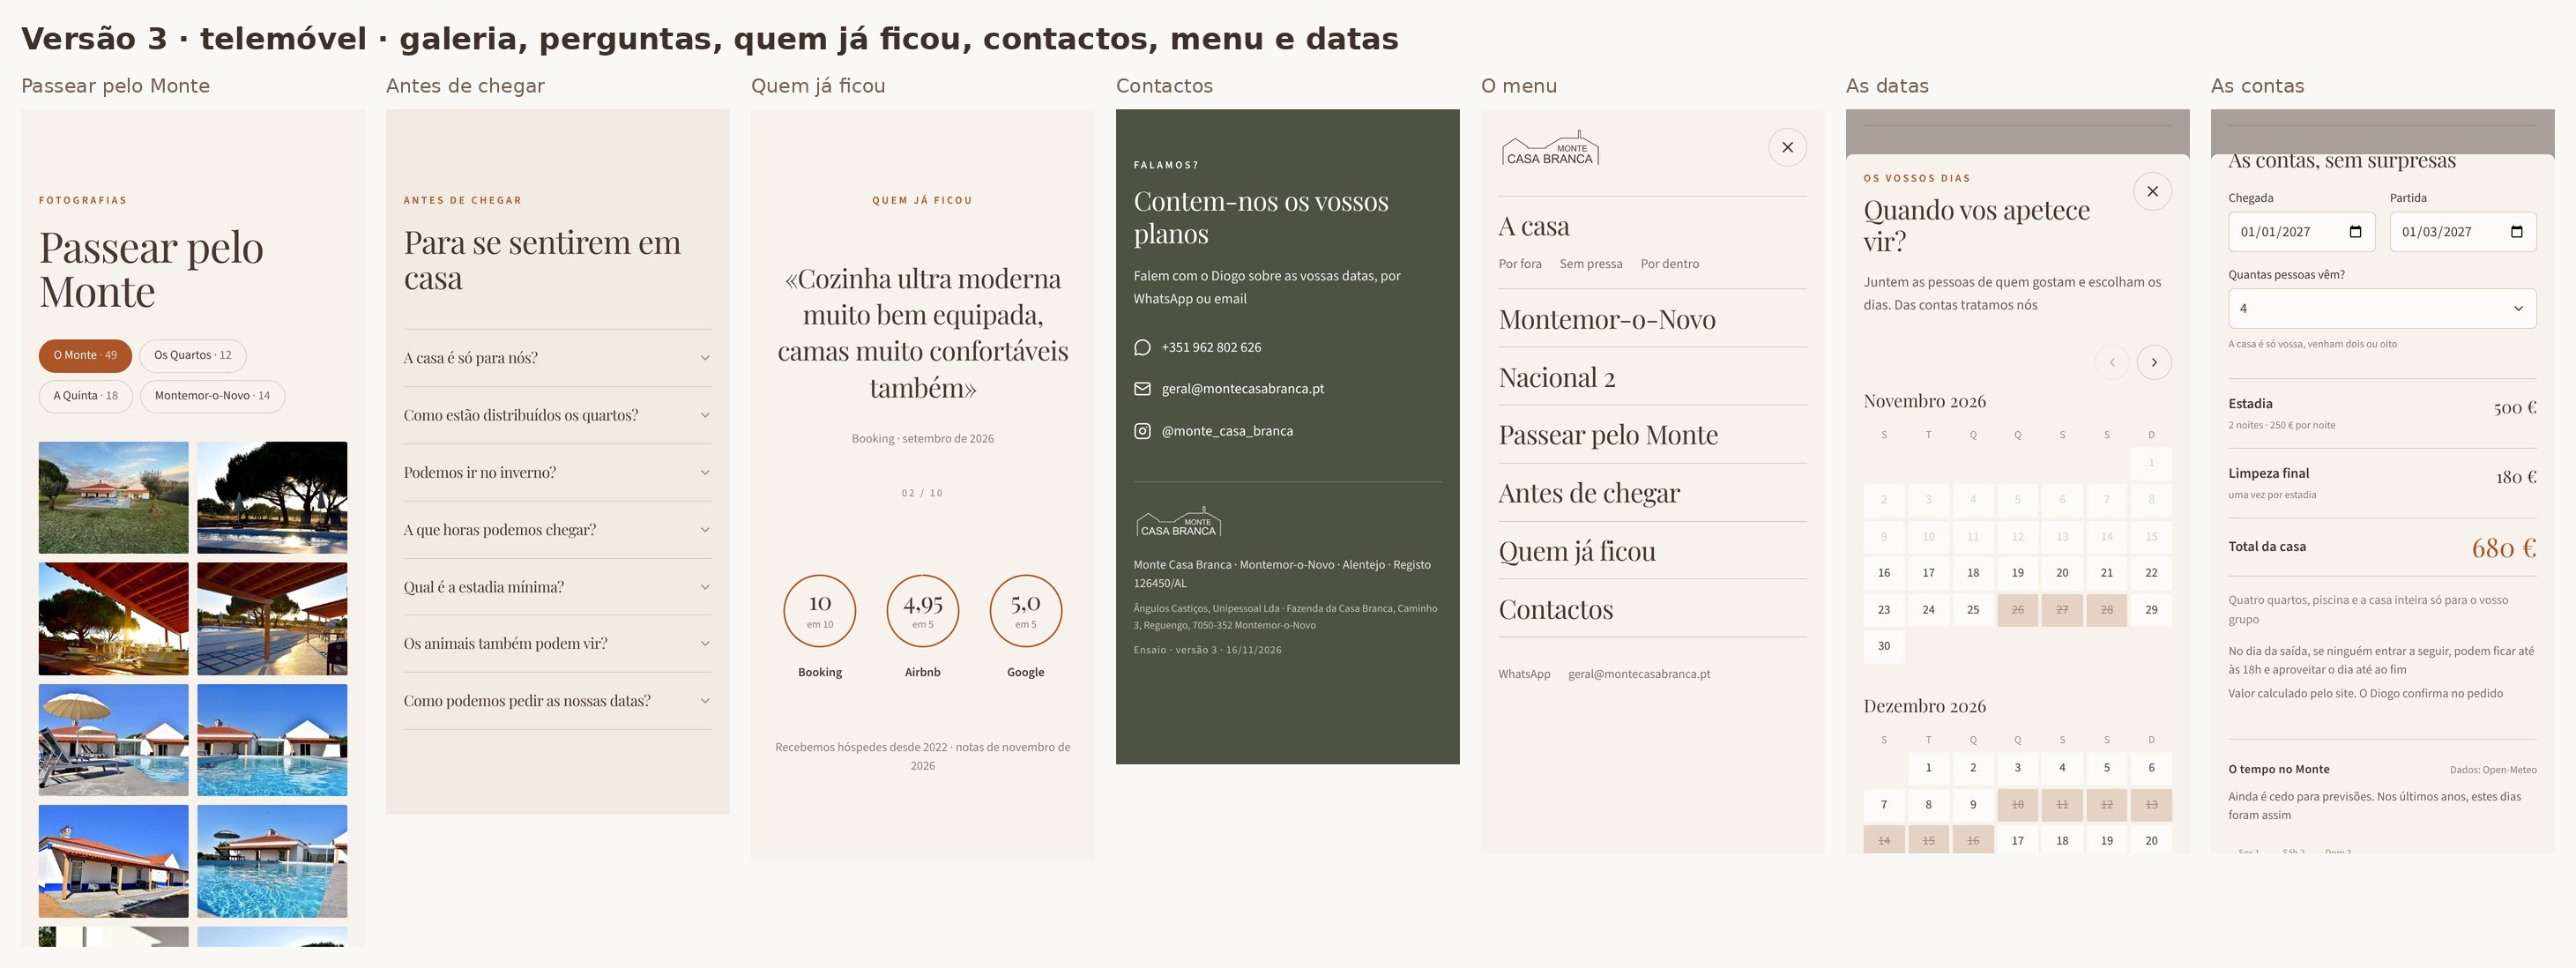 Versão 3 · telemóvel · galeria, perguntas, quem já ficou, contactos, menu e datas
Passear pelo Monte
FOTOGRAFIAS
Passear pelo
Monte
O Monte · 49
Os Quartos · 12
A Quinta · 18
Montemor-o-Novo · 14
Antes de chegar
ANTES DE CHEGAR
Para se sentirem em
casa
A casa é só para nós?
Como estão distribuídos os quartos?
Podemos ir no inverno?
A que horas podemos chegar?
Qual é a estadia mínima?
Os animais também podem vir?
Como podemos pedir as nossas datas?
Quem já ficou
QUEM JÁ FICOU
«Cozinha ultra moderna
muito bem equipada,
camas muito confortáveis
também»
Booking · setembro de 2026
02 / 10
10
em 10
Booking
4,95
em 5
Airbnb
5,0
em 5
Google
Recebemos hóspedes desde 2022 · notas de novembro de
2026
Contactos
FALAMOS?
Contem-nos os vossos
planos
Falem com o Diogo sobre as vossas datas, por
WhatsApp ou email
+351 962 802 626
geral@montecasabranca.pt
@monte_casa_branca
MONTE
CASA BRANCA
Monte Casa Branca · Montemor-o-Novo · Alentejo · Registo
126450/AL
Ângulos Castiços, Unipessoal Lda · Fazenda da Casa Branca, Caminho
3, Reguengo, 7050-352 Montemor-o-Novo
Ensaio · versão 3 · 16/11/2026
O menu
MONTE
CASA BRANCA
A casa
Por fora Sem pressa Por dentro
Montemor-o-Novo
Nacional 2
Passear pelo Monte
Antes de chegar
Quem já ficou
Contactos
WhatsApp geral@montecasabranca.pt
As datas
OS VOSSOS DIAS
Quando vos apetece
vir?
Juntem as pessoas de quem gostam e escolham os
dias. Das contas tratamos nós
Novembro 2026
S T Q Q S S D
1
2 3 4 5 6 7 8
9 10 11 12 13 14 15
16 17 18 19 20 21 22
23 24 25 26 27 28 29
30
Dezembro 2026
S T Q Q S S D
1 2 3 4 5 6
7 8 9 10 11 12 13
14 15 16 17 18 19 20
As contas
As contas, sem surpresas
Chegada Partida
01/01/2027 01/03/2027
Quantas pessoas vêm?
4
A casa é só vossa, venham dois ou oito
Estadia 500 €
2 noites · 250 € por noite
Limpeza final 180 €
uma vez por estadia
Total da casa 680 €
Quatro quartos, piscina e a casa inteira só para o vosso
grupo
No dia da saída, se ninguém entrar a seguir, podem ficar até
às 18h e aproveitar o dia até ao fim
Valor calculado pelo site. O Diogo confirma no pedido
O tempo no Monte Dados: Open-Meteo
Ainda é cedo para previsões. Nos últimos anos, estes dias
foram assim